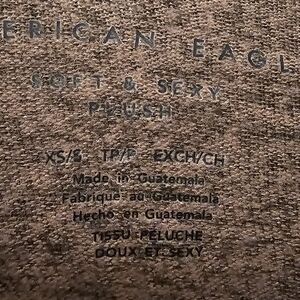 ERICAN EAGL
SOFT & SEXY
PLUSH
XS/S TP/P EXCH/CH
Made in Guatemala
Fabriqué au Guatemala
Hecho en Guatemala
TISSU PELUCHE
DOUX ET SEXY